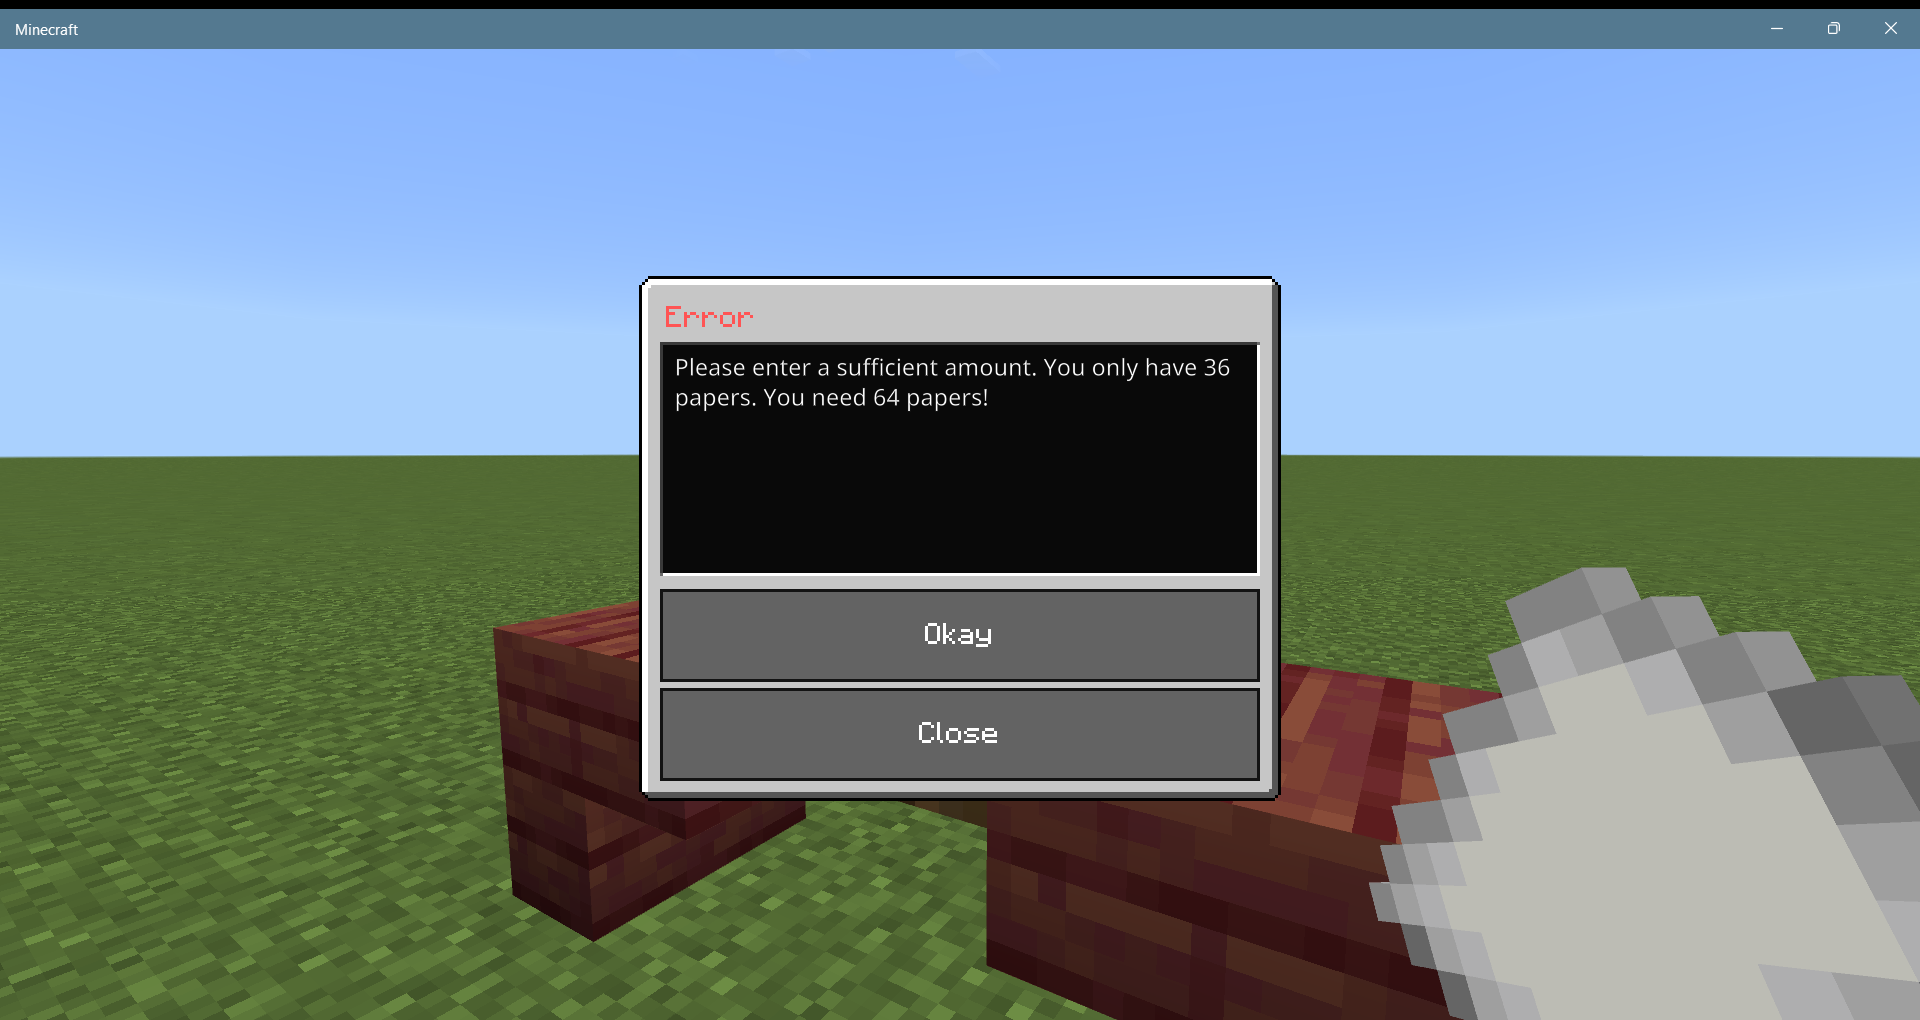 Minecraft
Error
Please enter a sufficient amount. You only have 36
papers. You need 64 papers!
Okay
Close